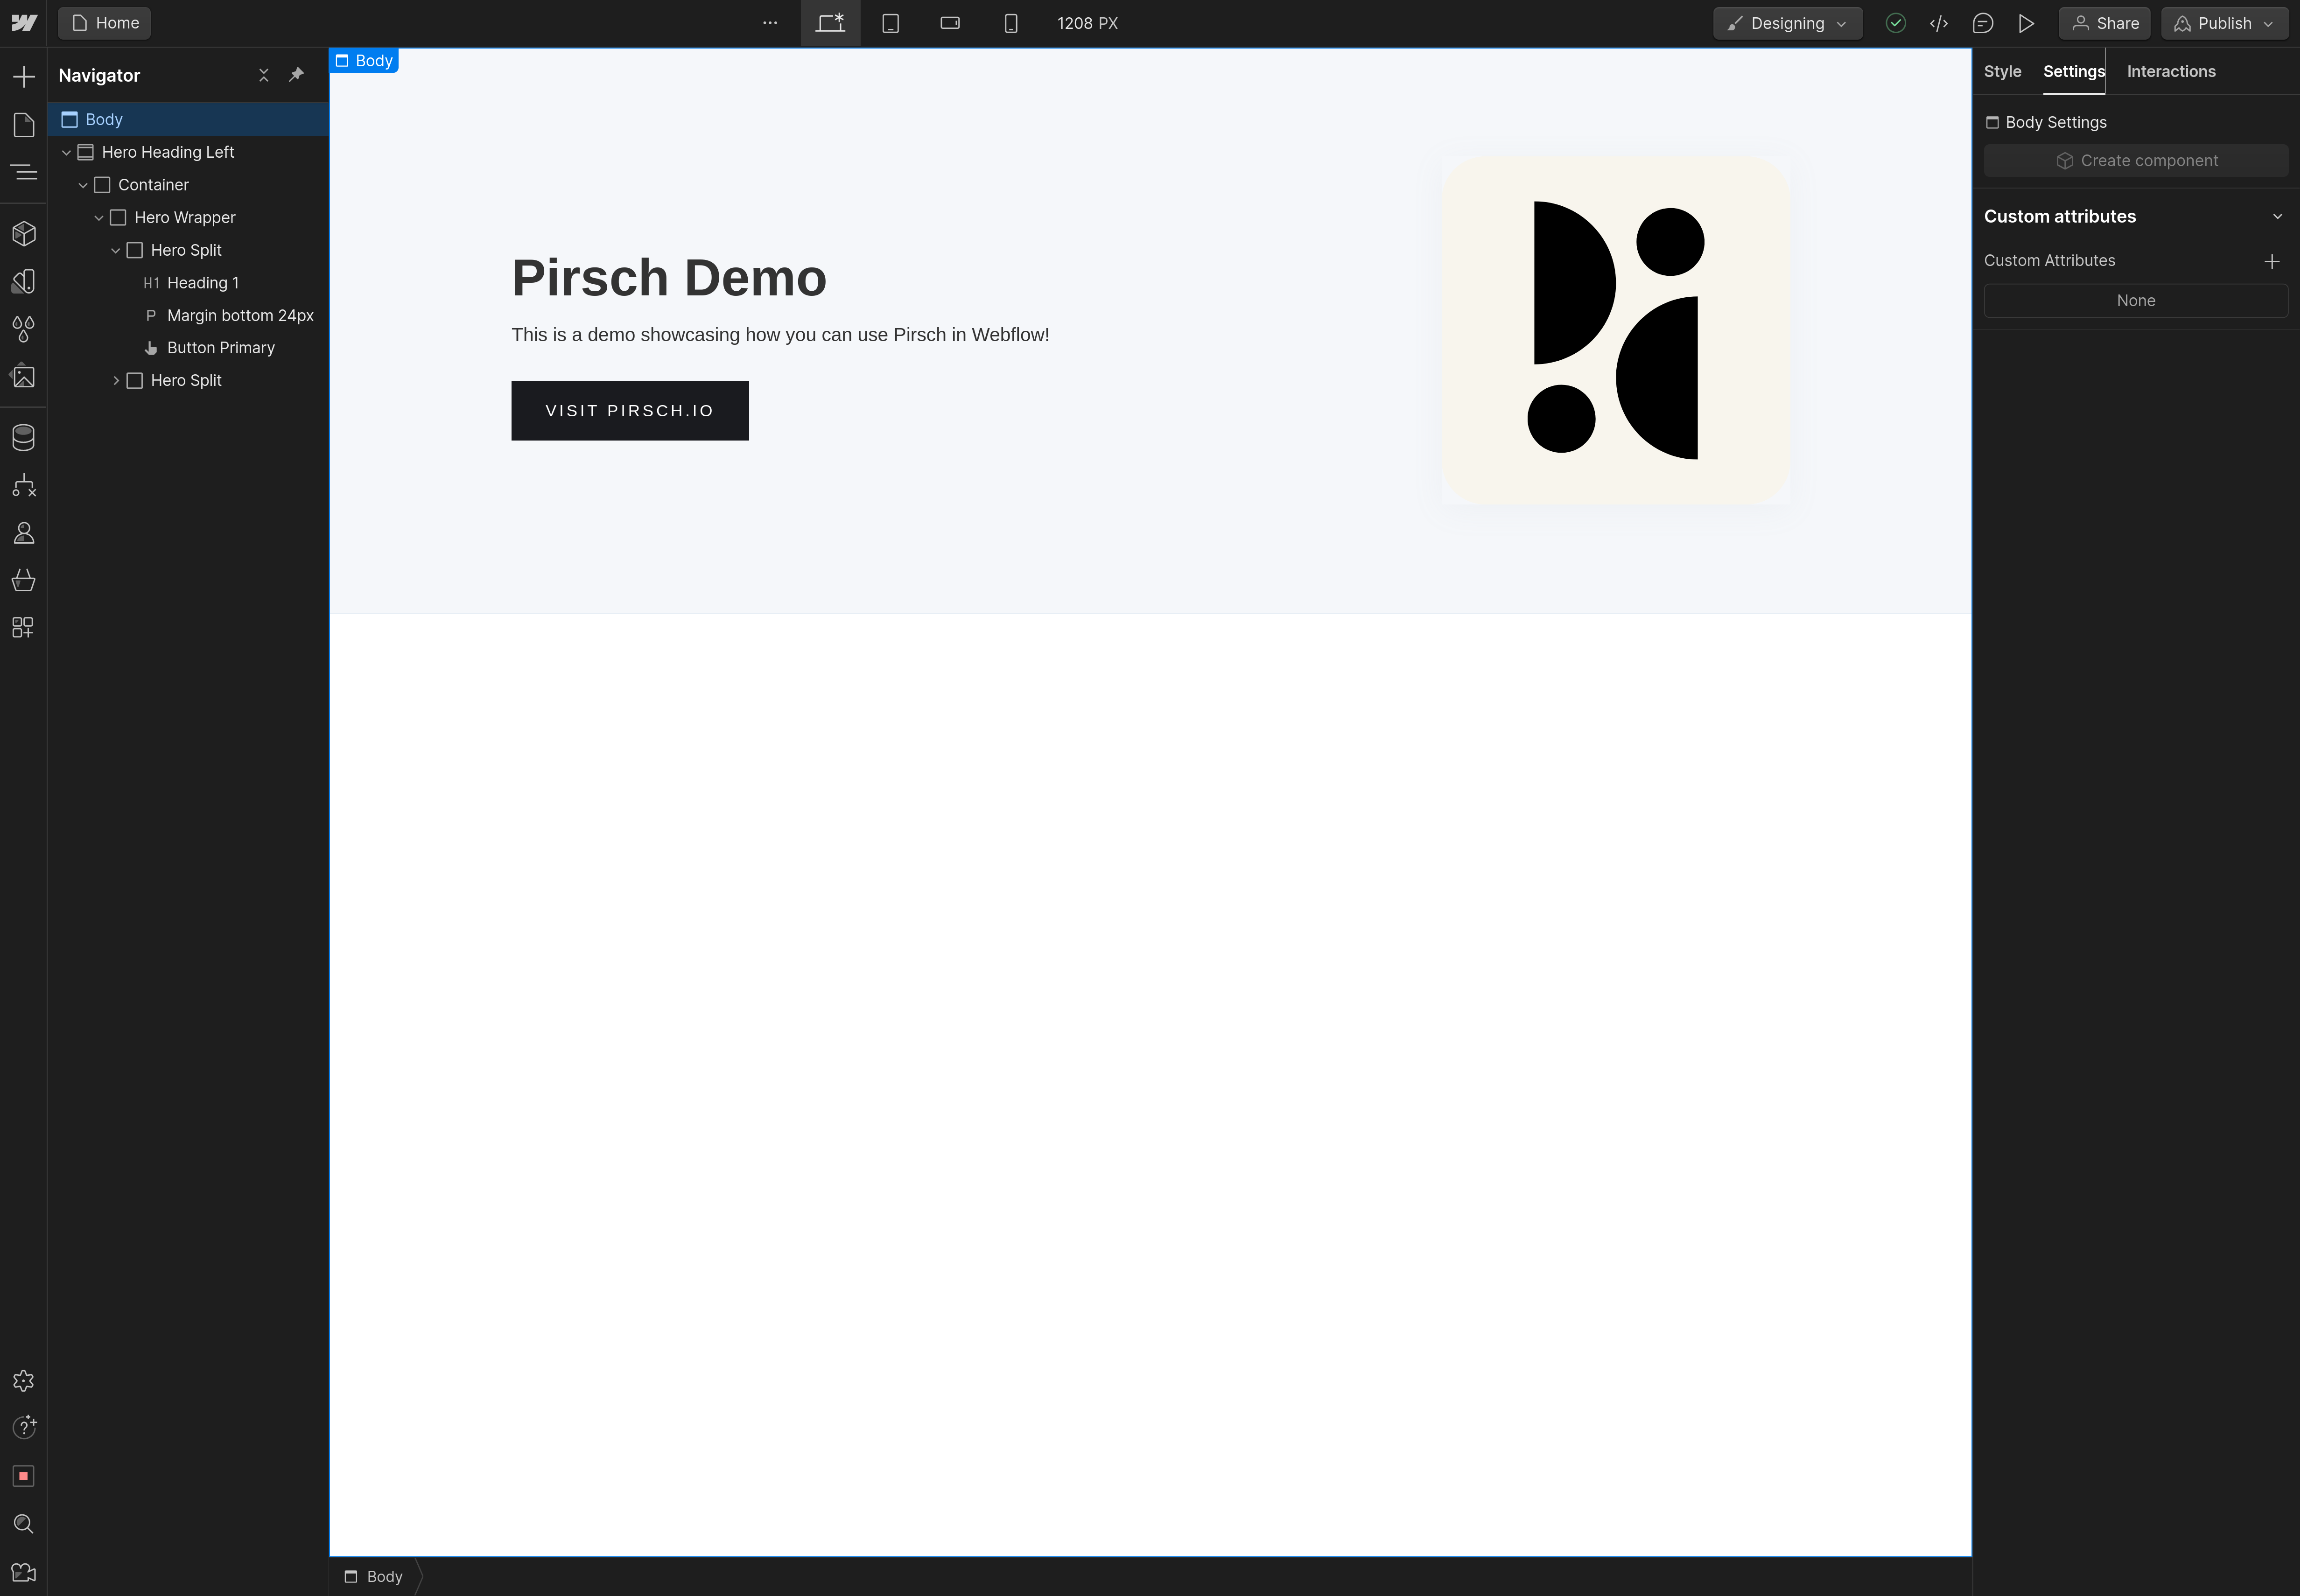 Home
1208 PX
Designing
Share
Publish
Navigator
Body
Hero Heading Left
Container
Hero Wrapper
Hero Split
H1 Heading 1
P Margin bottom 24px
Button Primary
Hero Split
Body
Pirsch Demo
This is a demo showcasing how you can use Pirsch in Webflow!
VISIT PIRSCH.IO
Style Settings Interactions
Body Settings
Create component
Custom attributes
Custom Attributes
None
Body